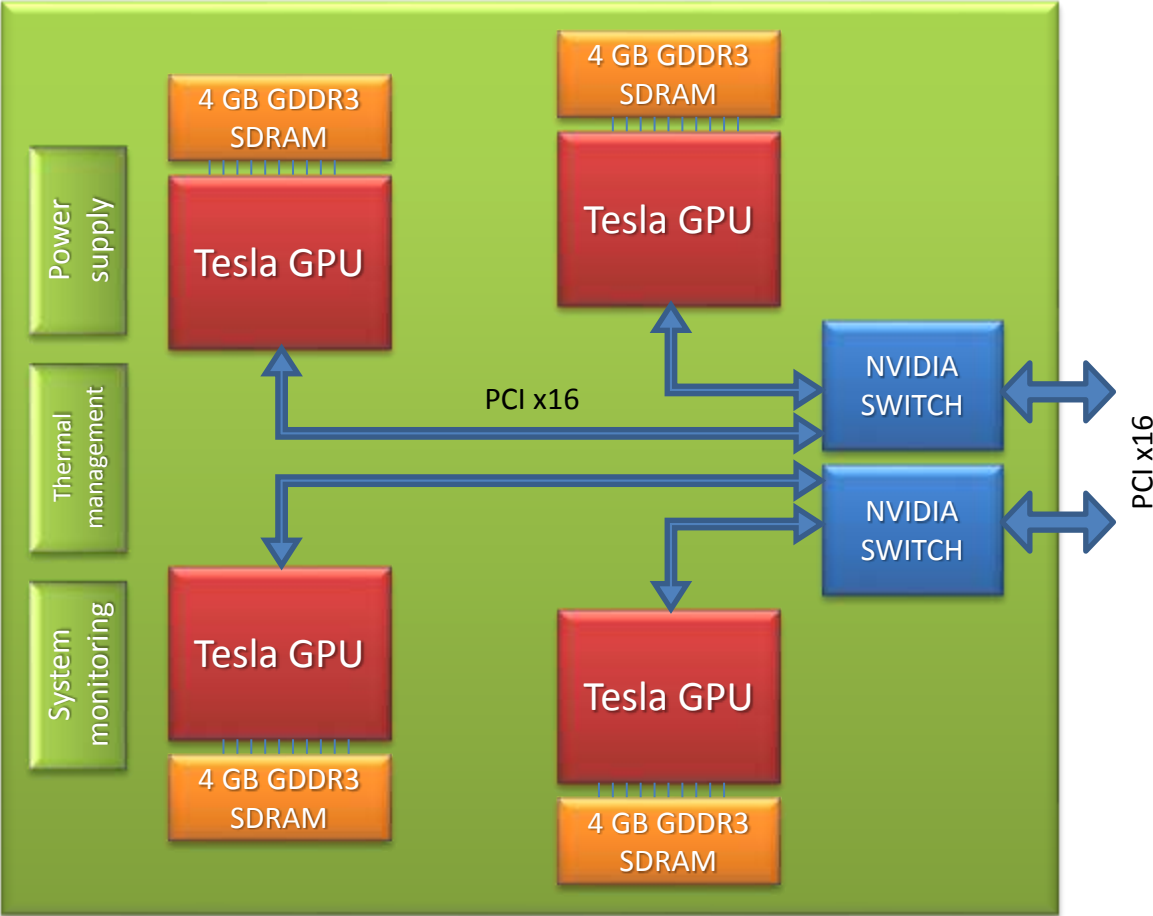 4 GB GDDR3
SDRAM
4 GB GDDR3
SDRAM
Power
supply
Tesla GPU
Tesla GPU
NVIDIA
SWITCH
Thermal
management
PCI x16
PCI x16
NVIDIA
SWITCH
System
monitoring
Tesla GPU
Tesla GPU
4 GB GDDR3
SDRAM
4 GB GDDR3
SDRAM